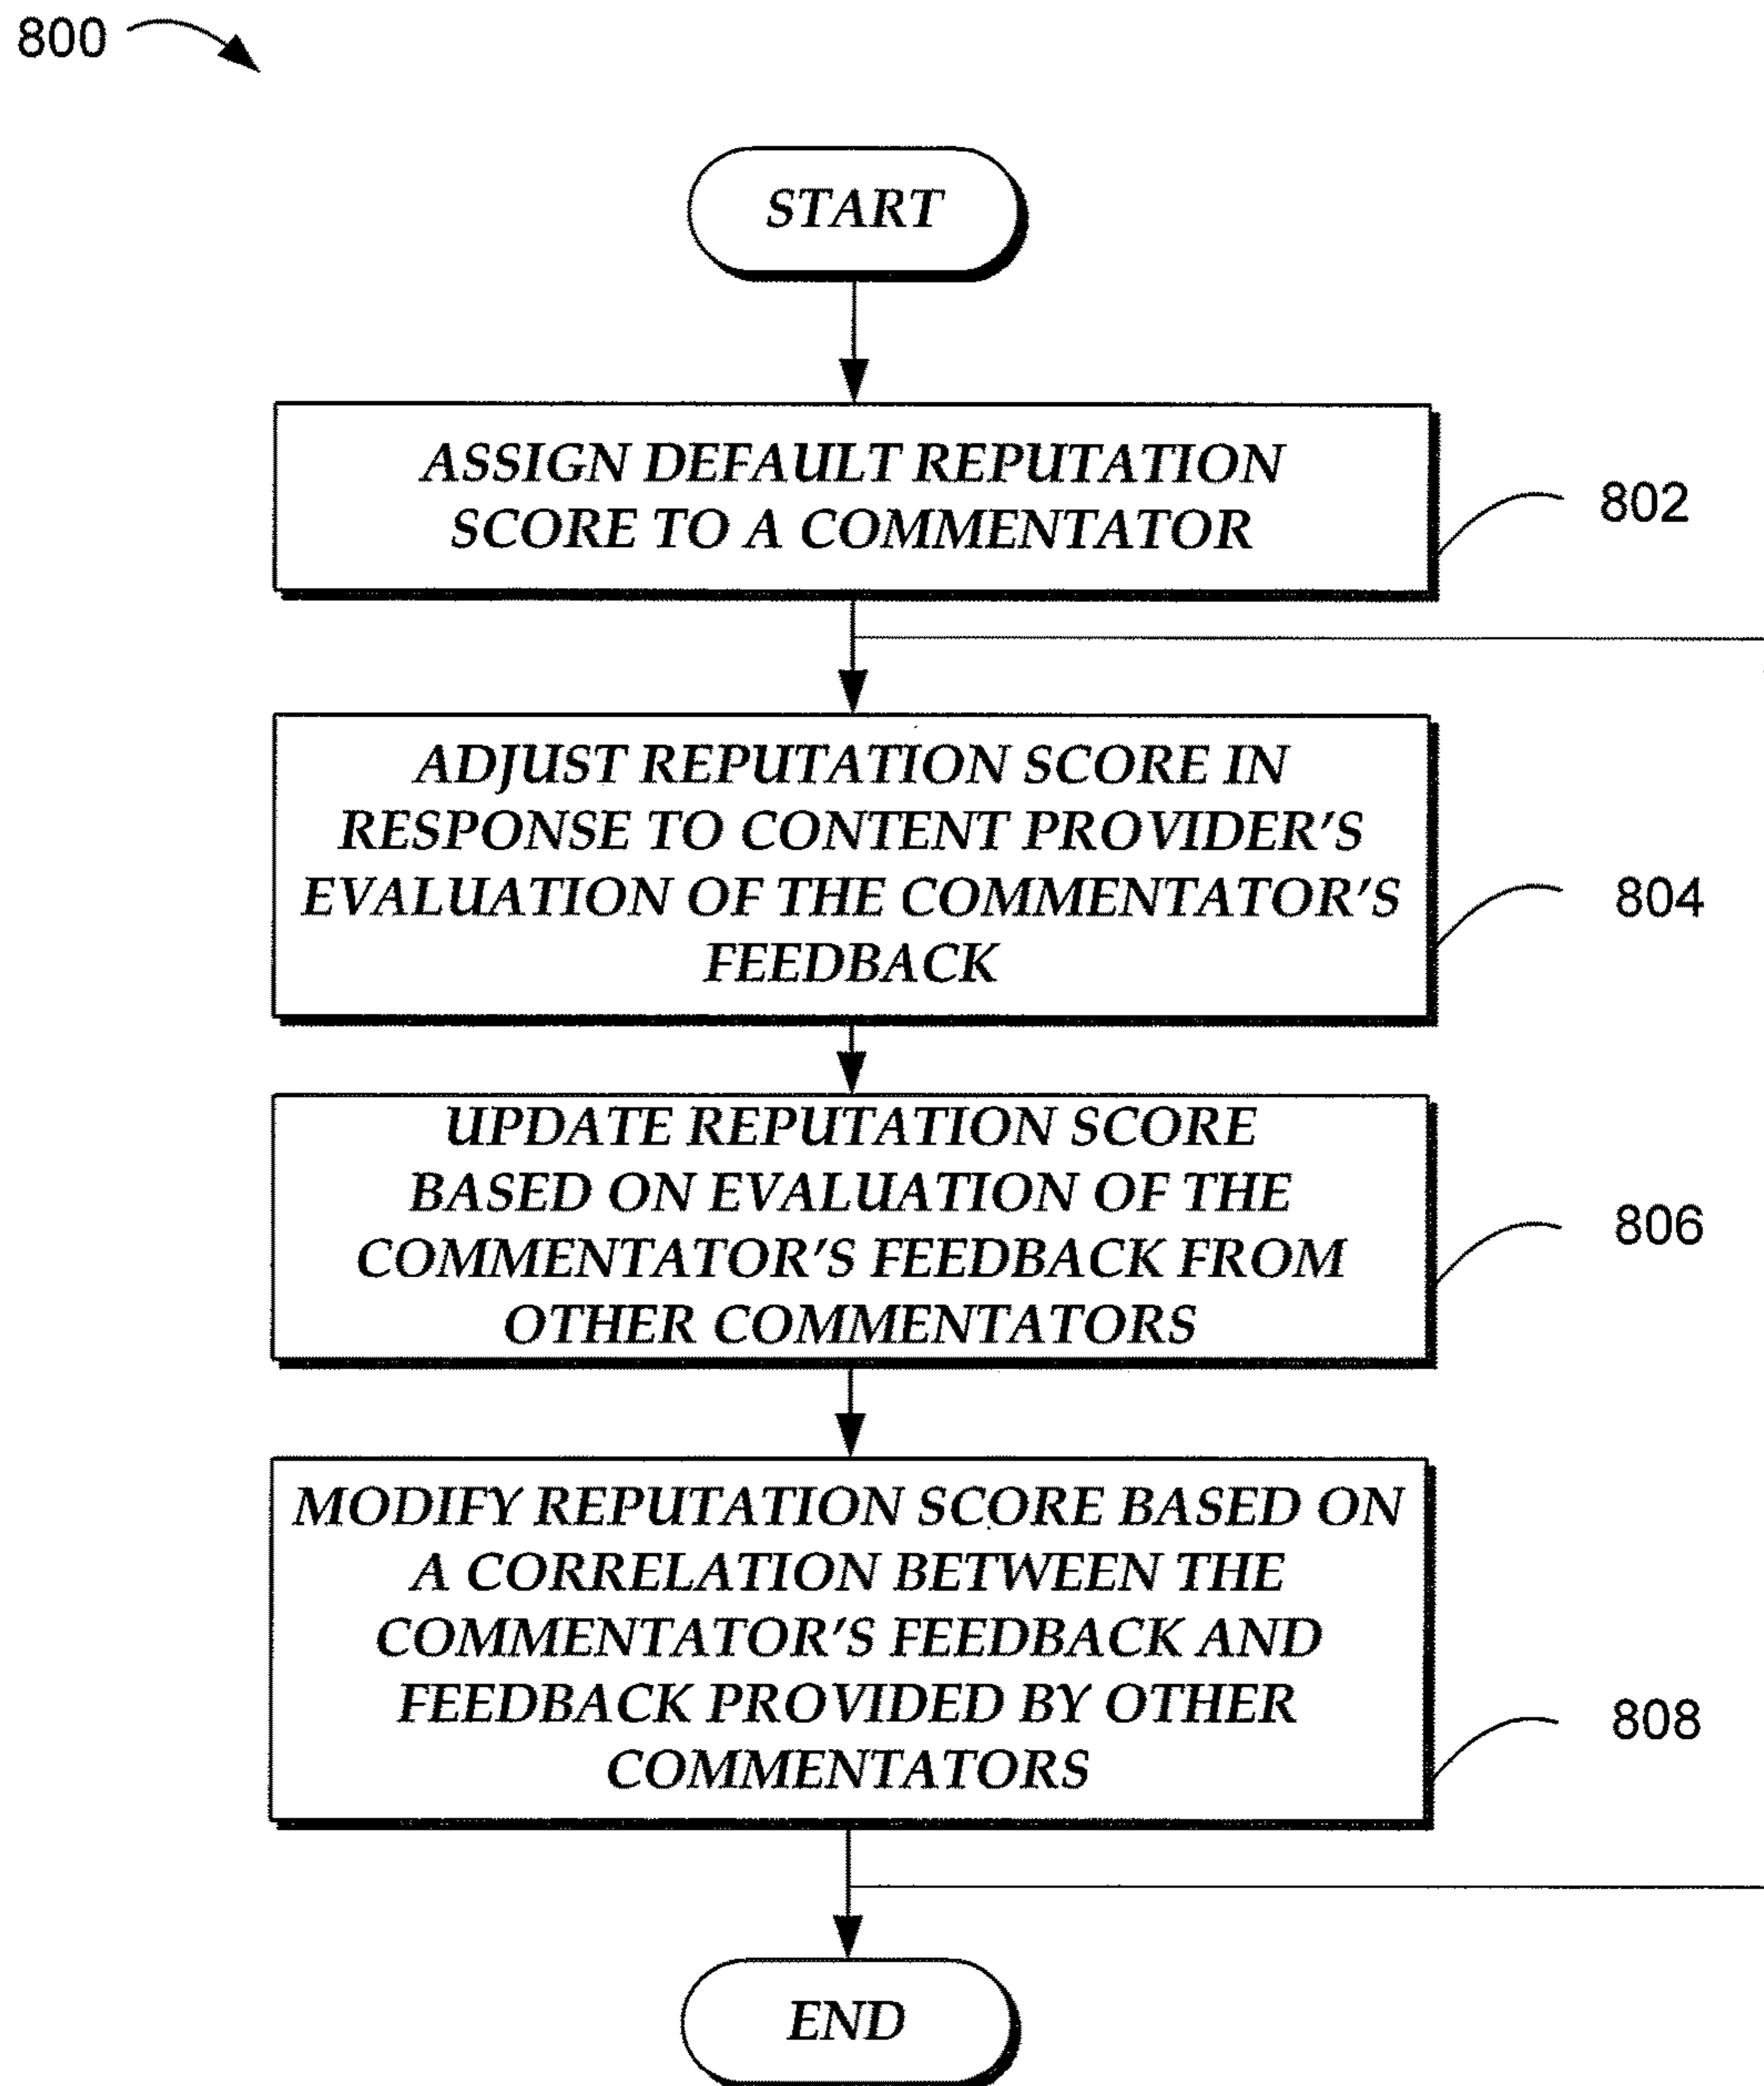 800
START
ASSIGN DEFAULT REPUTATION
SCORE TO A COMMENTATOR
802
ADJUST REPUTATION SCORE IN
RESPONSE TO CONTENT PROVIDER'S
EVALUATION OF THE COMMENTATOR'S
FEEDBACK
804
UPDATE REPUTATION SCORE
BASED ON EVALUATION OF THE
COMMENTATOR'S FEEDBACK FROM
OTHER COMMENTATORS
806
MODIFY REPUTATION SCORE BASED ON
A CORRELATION BETWEEN THE
COMMENTATOR'S FEEDBACK AND
FEEDBACK PROVIDED BY OTHER
COMMENTATORS
808
END